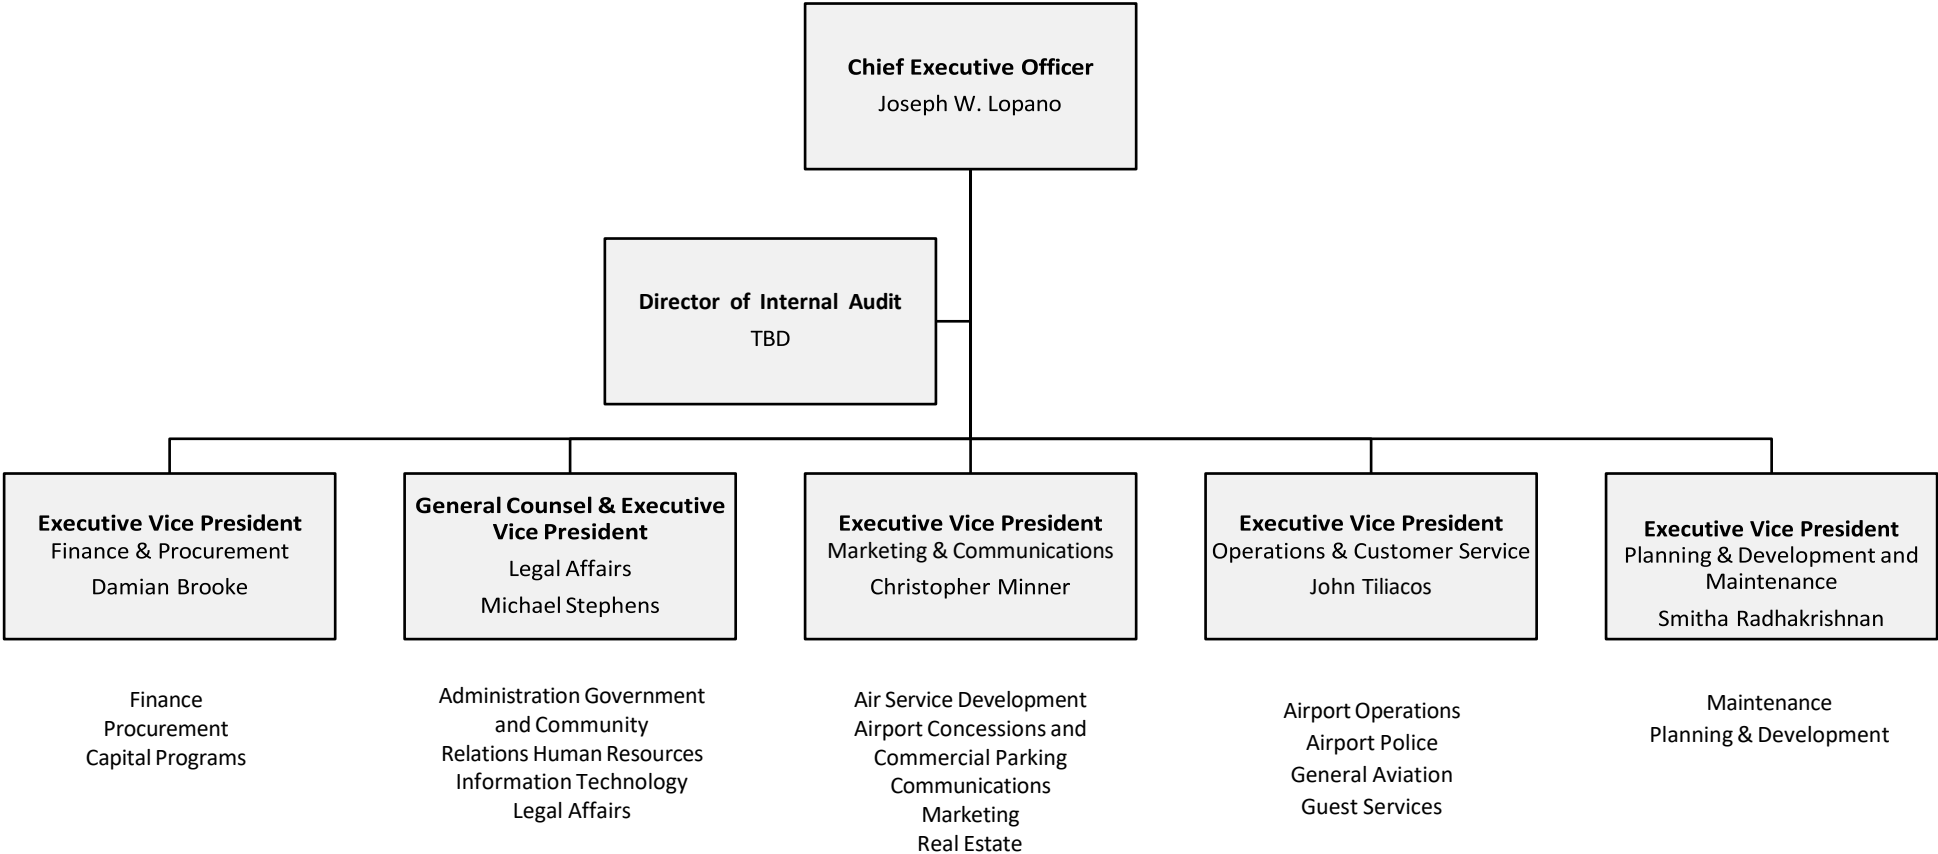 Chief Executive Officer
Joseph W. Lopano
Director of Internal Audit
TBD
Executive Vice President
Finance & Procurement
Damian Brooke
General Counsel & Executive
Vice President
Legal Affairs
Michael Stephens
Executive Vice President
Marketing & Communications
Christopher Minner
Executive Vice President
Operations & Customer Service
John Tiliacos
Executive Vice President
Planning & Development and
Maintenance
Smitha Radhakrishnan
Finance
Procurement
Capital Programs
Administration Government
and Community
Relations Human Resources
Information Technology
Legal Affairs
Air Service Development
Airport Concessions and
Commercial Parking
Communications
Marketing
Real Estate
Airport Operations
Airport Police
General Aviation
Guest Services
Maintenance
Planning & Development